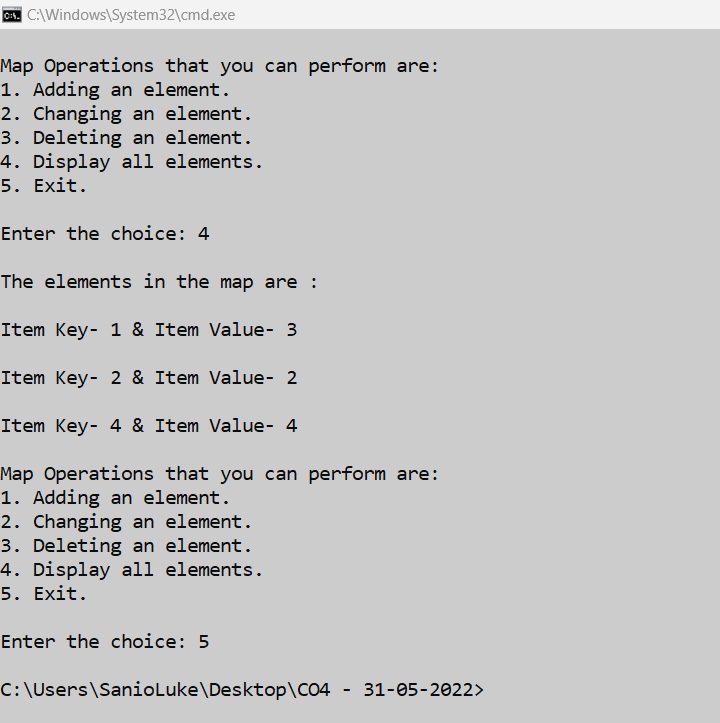 C:\Windows\System32\cmd.exe
Map Operations that you can perform are:
1. Adding an element.
2. Changing an element.
3. Deleting an element.
4. Display all elements.
5. Exit.
Enter the choice: 4
The elements in the map are :
Item Key- 1 & Item Value- 3
Item Key- 2 & Item Value- 2
Item Key- 4 & Item Value- 4
Map Operations that you can perform are:
1. Adding an element.
2. Changing an element.
3. Deleting an element.
4. Display all elements.
5. Exit.
Enter the choice: 5
C:\Users\SanioLuke\Desktop\CO4 - 31-05-2022>